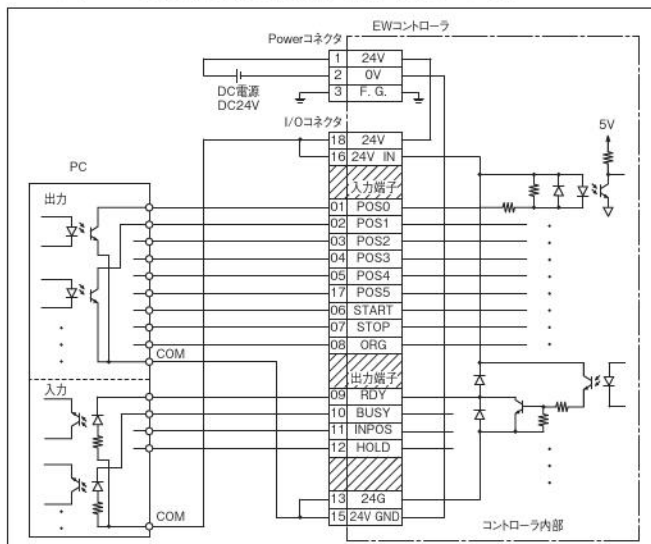 EWコントローラ
Powerコネクタ
1 24V
2 0V
3 F. G.
DC電源
DC24V
I/Oコネクタ
18 24V
16 24V IN
5V
PC
入力端子
出力
01 POS0
02 POS1
03 POS2
04 POS3
05 POS4
17 POS5
06 START
07 STOP
08 ORG
COM
出力端子
入力
09 RDY
10 BUSY
11 INPOS
12 HOLD
13 24G
15 24V GND
COM
コントローラ内部